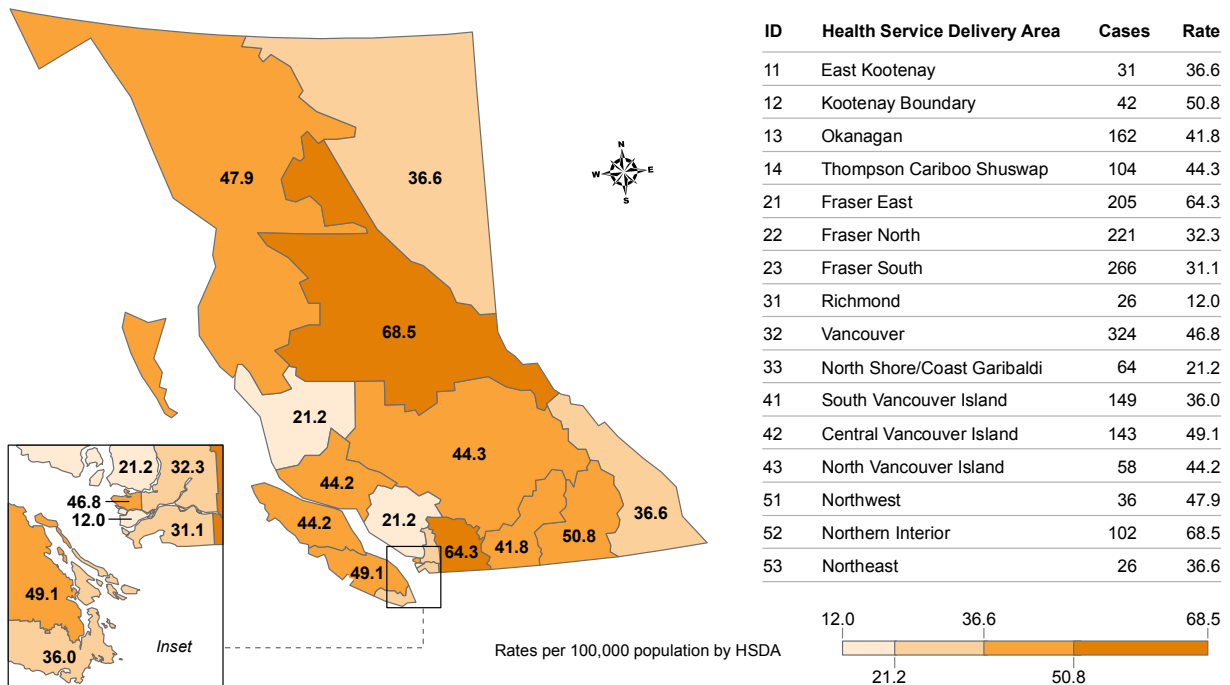 47.9
36.6
68.5
21.2
44.3
44.2
44.2
21.2
64.3
41.8
50.8
36.6
49.1
N
W E
S
21.2 32.3
46.8
12.0
31.1
49.1
36.0
Inset
ID Health Service Delivery Area Cases Rate
11 East Kootenay 31 36.6
12 Kootenay Boundary 42 50.8
13 Okanagan 162 41.8
14 Thompson Cariboo Shuswap 104 44.3
21 Fraser East 205 64.3
22 Fraser North 221 32.3
23 Fraser South 266 31.1
31 Richmond 26 12.0
32 Vancouver 324 46.8
33 North Shore/Coast Garibaldi 64 21.2
41 South Vancouver Island 149 36.0
42 Central Vancouver Island 143 49.1
43 North Vancouver Island 58 44.2
51 Northwest 36 47.9
52 Northern Interior 102 68.5
53 Northeast 26 36.6
Rates per 100,000 population by HSDA
12.0 36.6 68.5
21.2 50.8